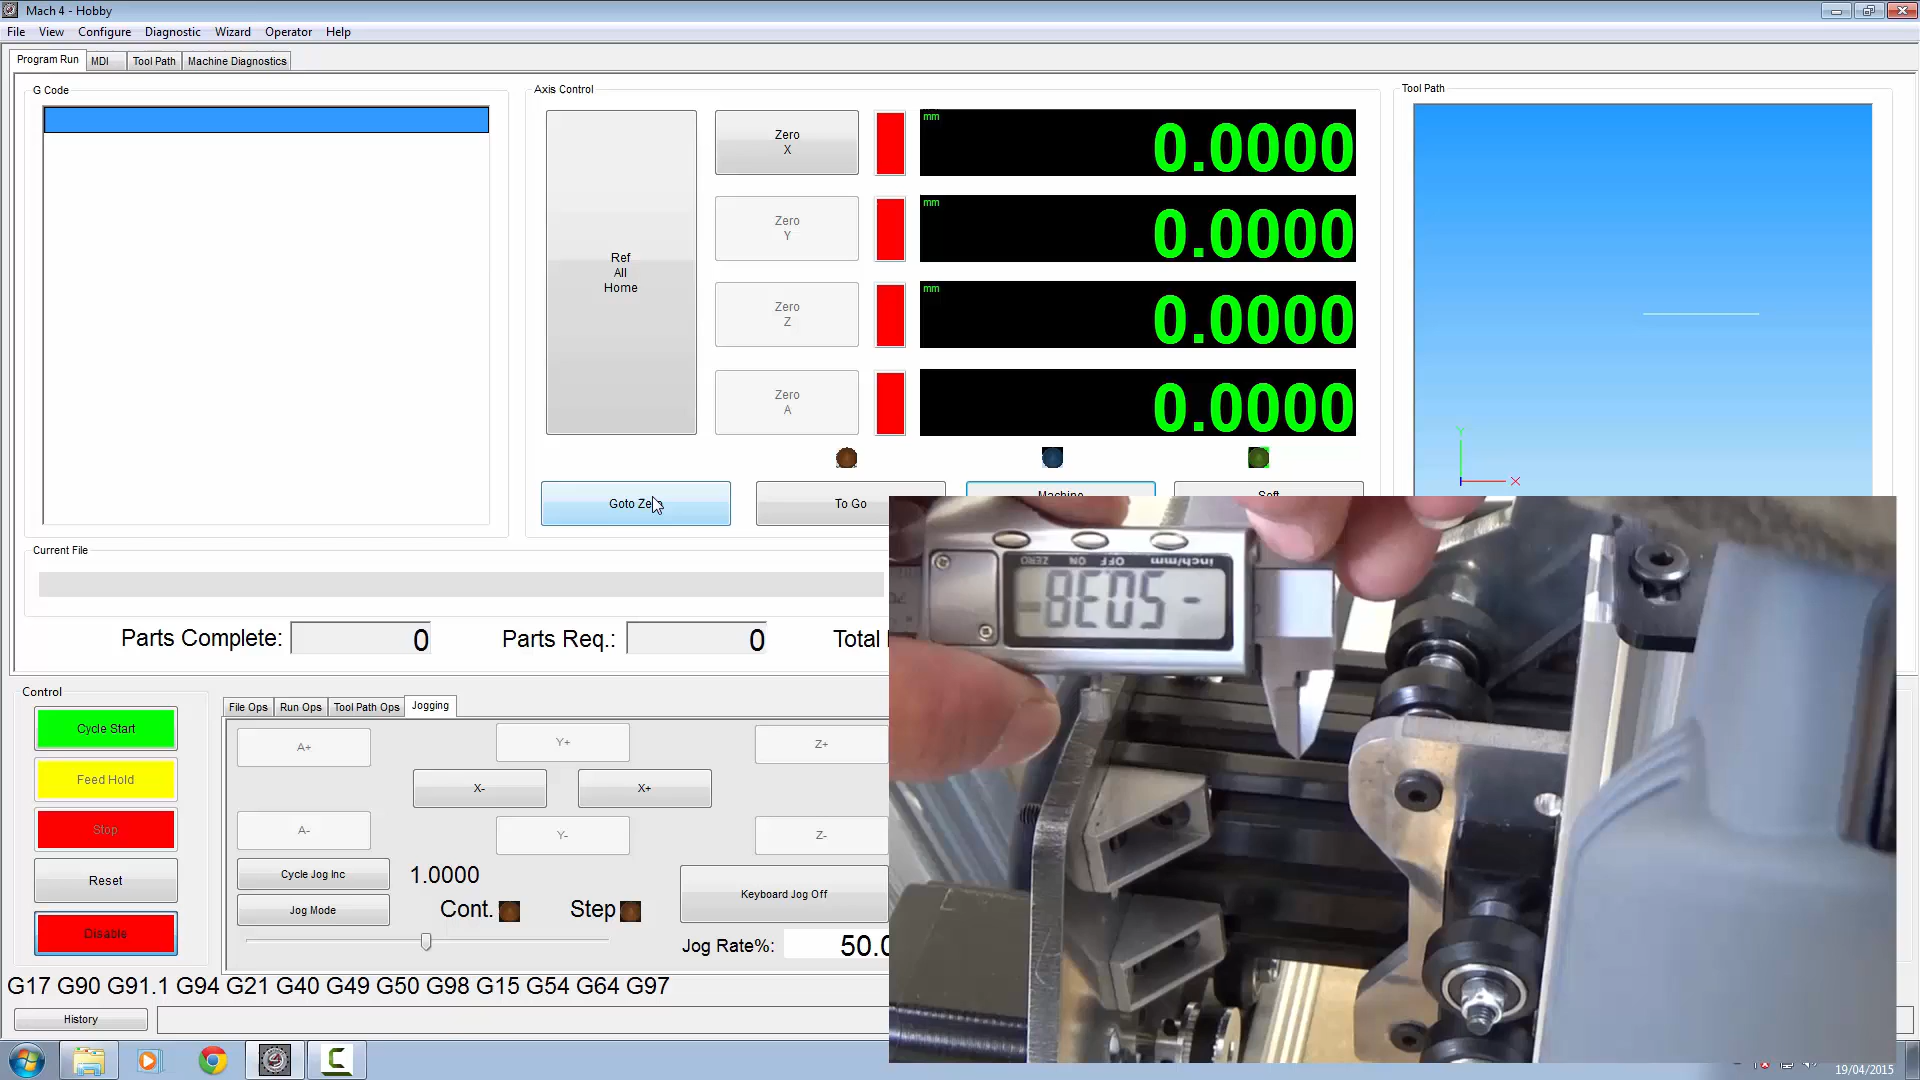 Mach 4 - Hobby
File View Configure Diagnostic Wizard Operator Help
Program Run MDI Tool Path Machine Diagnostics
G Code
Axis Control
Tool Path
Ref
All
Home
Zero
X
mm
0.0000
Zero
Y
mm
0.0000
Zero
Z
mm
0.0000
Zero
A
0.0000
Y
X
To Go
Current File
Parts Complete: 0 Parts Req.: 0
Control
Cycle Start
Feed Hold
Stop
Reset
Disable
File Ops Run Ops Tool Path Ops Jogging
A+ Y+ Z+
X- X+
A- Y- Z-
Cycle Jog Inc 1.0000
Keyboard Jog Off
Jog Mode
Cont. Step
Jog Rate%:
G17 G90 G91.1 G94 G21 G40 G49 G50 G98 G15 G54 G64 G97
History
19/04/2015
ZERO ON OFF inch/mm